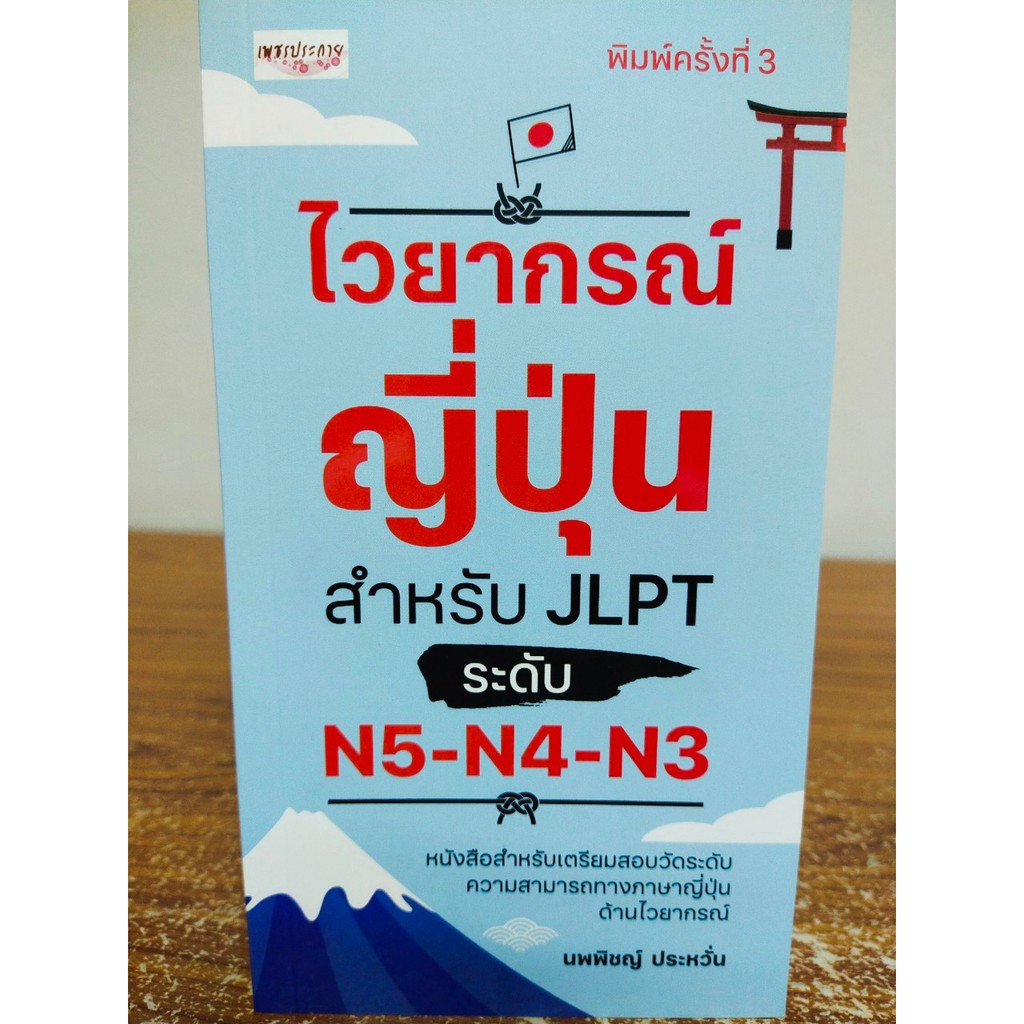 เพชรประกาย
พิมพ์ครั้งที่ 3
ไวยากรณ์
ญี่ปุ่น
สำหรับ JLPT
ระดับ
N5-N4-N3
หนังสือสำหรับเตรียมสอบวัดระดับ
ความสามารถทางภาษาญี่ปุ่น
ด้านไวยากรณ์
นพพิชญ์ ประหวั่น